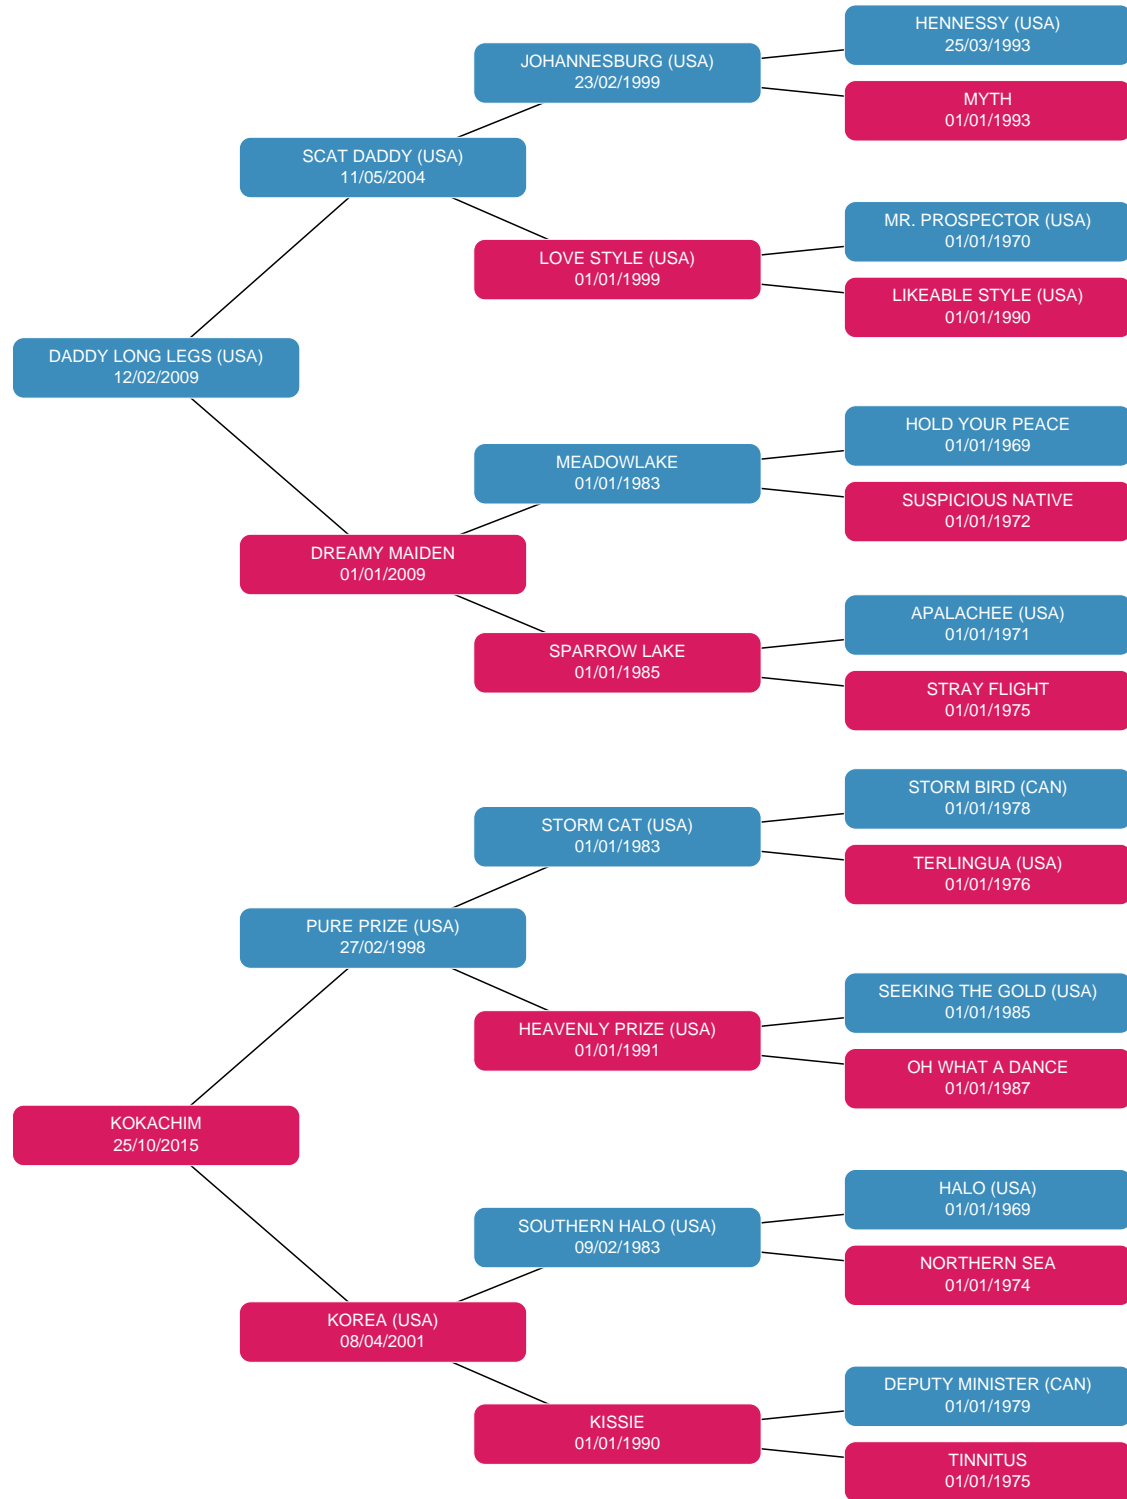 HENNESSY (USA)
25/03/1993
JOHANNESBURG (USA)
23/02/1999
MYTH
01/01/1993
SCAT DADDY (USA)
11/05/2004
MR. PROSPECTOR (USA)
01/01/1970
LOVE STYLE (USA)
01/01/1999
LIKEABLE STYLE (USA)
01/01/1990
DADDY LONG LEGS (USA)
12/02/2009
HOLD YOUR PEACE
01/01/1969
MEADOWLAKE
01/01/1983
SUSPICIOUS NATIVE
01/01/1972
DREAMY MAIDEN
01/01/2009
APALACHEE (USA)
01/01/1971
SPARROW LAKE
01/01/1985
STRAY FLIGHT
01/01/1975
STORM BIRD (CAN)
01/01/1978
STORM CAT (USA)
01/01/1983
TERLINGUA (USA)
01/01/1976
PURE PRIZE (USA)
27/02/1998
SEEKING THE GOLD (USA)
01/01/1985
HEAVENLY PRIZE (USA)
01/01/1991
OH WHAT A DANCE
01/01/1987
KOKACHIM
25/10/2015
HALO (USA)
01/01/1969
SOUTHERN HALO (USA)
09/02/1983
NORTHERN SEA
01/01/1974
KOREA (USA)
08/04/2001
DEPUTY MINISTER (CAN)
01/01/1979
KISSIE
01/01/1990
TINNITUS
01/01/1975